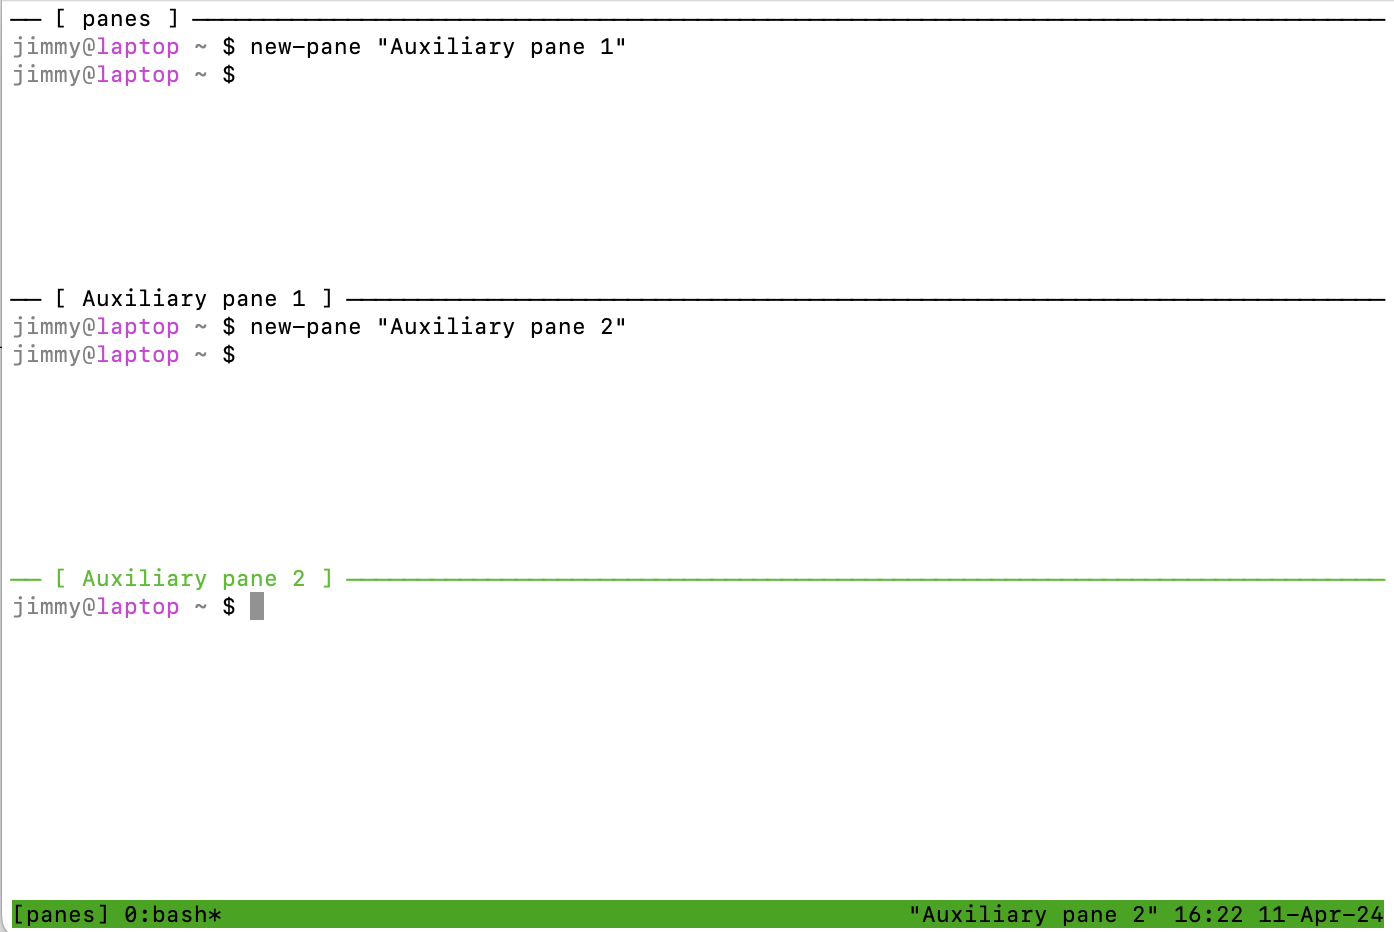 [ panes ]
jimmy@laptop ~ $ new-pane "Auxiliary pane 1"
jimmy@laptop ~ $
[ Auxiliary pane 1 ]
jimmy@laptop ~ $ new-pane "Auxiliary pane 2"
jimmy@laptop ~ $
[ Auxiliary pane 2 ]
jimmy@laptop ~ $
[panes] 0:bash* "Auxiliary pane 2" 16:22 11-Apr-24